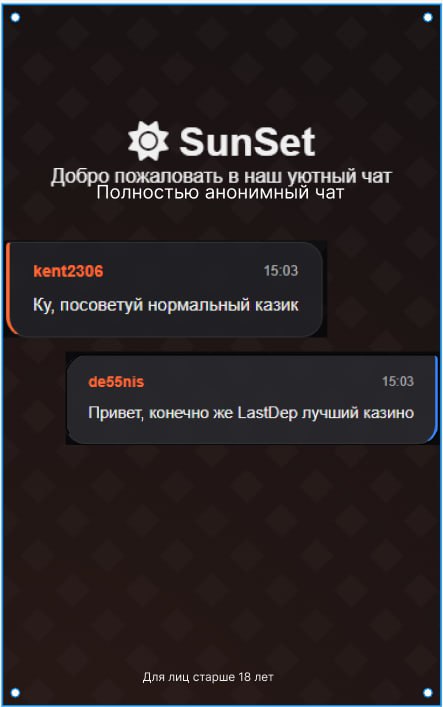 SunSet
Добро пожаловать в наш уютный чат
Полностью анонимный чат
kent2306 15:03
Ку, посоветуй нормальный казик
de55nis 15:03
Привет, конечно же LastDep лучший казино
Для лиц старше 18 лет